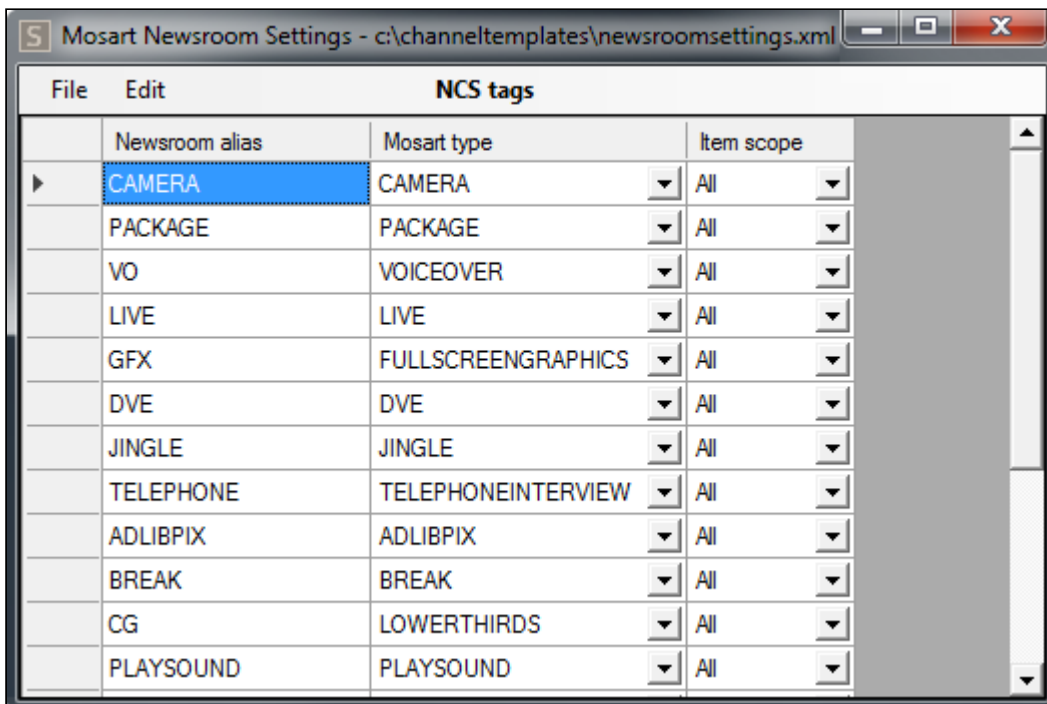 S Mosart Newsroom Settings - c:\channeltemplates\newsroomsettings.xml
File Edit NCS tags
Newsroom alias Mosart type Item scope
CAMERA CAMERA All
PACKAGE PACKAGE All
VO VOICEOVER All
LIVE LIVE All
GFX FULLSCREENGRAPHICS All
DVE DVE All
JINGLE JINGLE All
TELEPHONE TELEPHONEINTERVIEW All
ADLIBPIX ADLIBPIX All
BREAK BREAK All
CG LOWERTHIRDS All
PLAYSOUND PLAYSOUND All